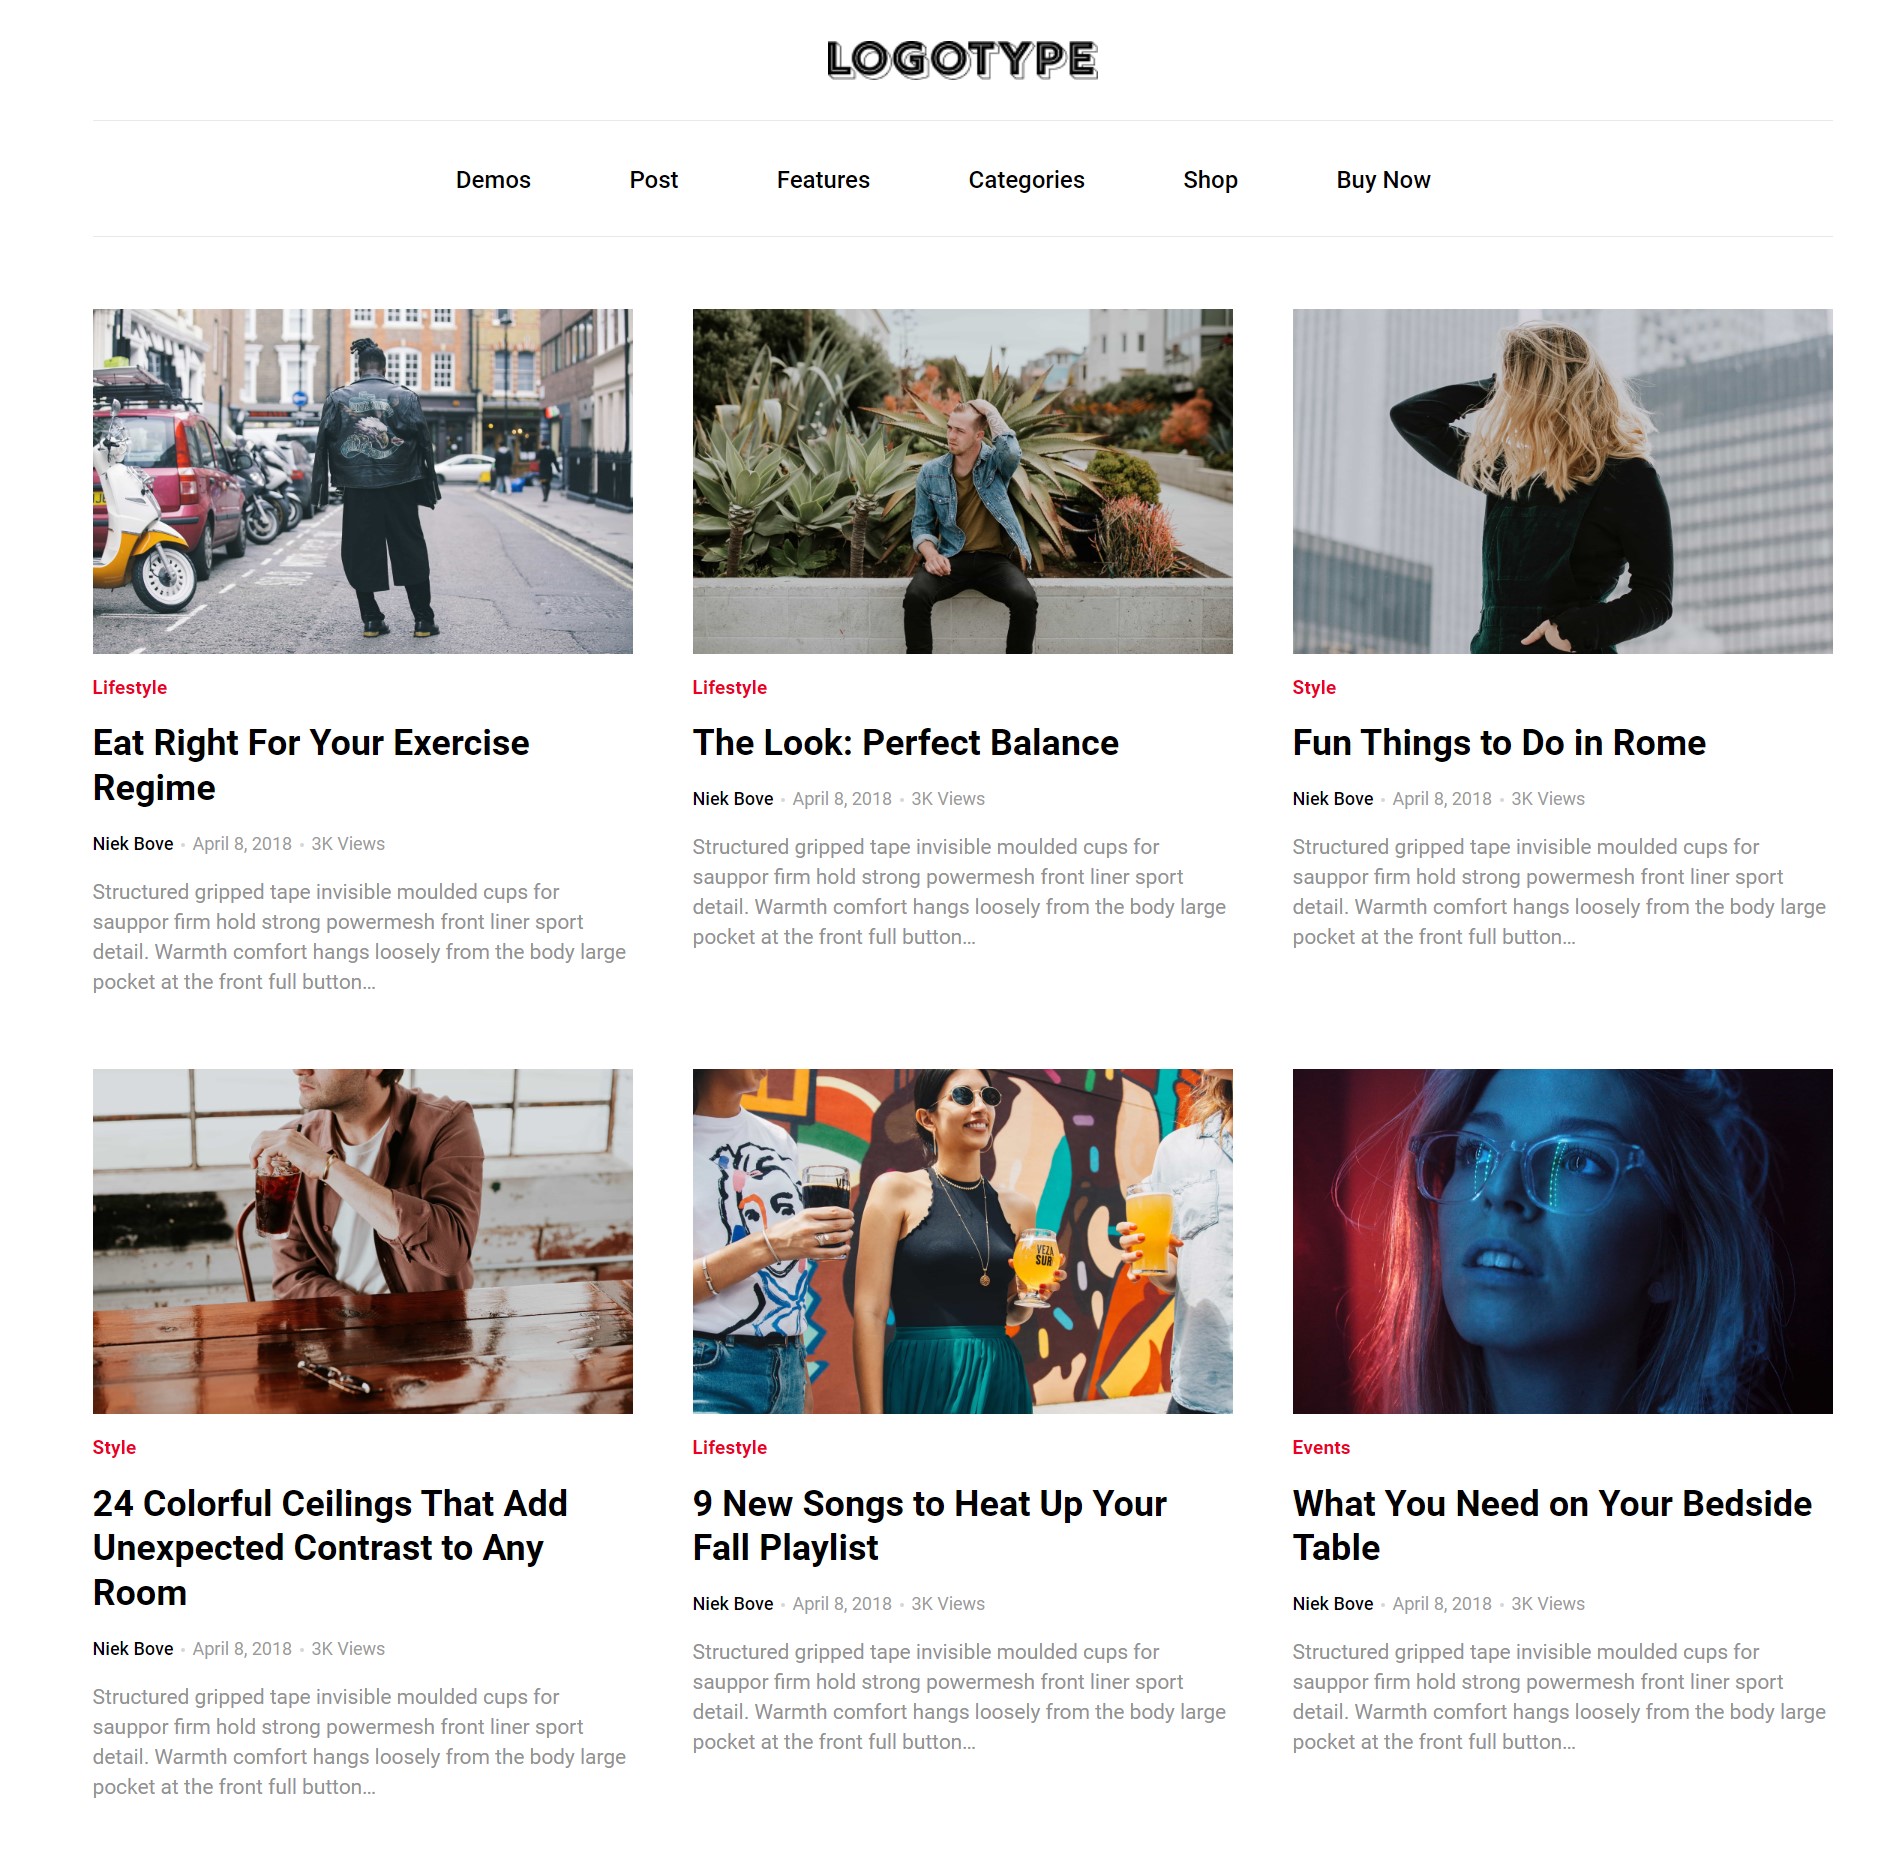 LOGOTYPE
Demos Post Features Categories Shop Buy Now
Lifestyle
Eat Right For Your Exercise
Regime
Niek Bove • April 8, 2018 • 3K Views
Structured gripped tape invisible moulded cups for
sauppor firm hold strong powermesh front liner sport
detail. Warmth comfort hangs loosely from the body large
pocket at the front full button...
Lifestyle
The Look: Perfect Balance
Niek Bove • April 8, 2018 • 3K Views
Structured gripped tape invisible moulded cups for
sauppor firm hold strong powermesh front liner sport
detail. Warmth comfort hangs loosely from the body large
pocket at the front full button...
Style
Fun Things to Do in Rome
Niek Bove • April 8, 2018 • 3K Views
Structured gripped tape invisible moulded cups for
sauppor firm hold strong powermesh front liner sport
detail. Warmth comfort hangs loosely from the body large
pocket at the front full button...
Style
24 Colorful Ceilings That Add
Unexpected Contrast to Any
Room
Niek Bove • April 8, 2018 • 3K Views
Structured gripped tape invisible moulded cups for
sauppor firm hold strong powermesh front liner sport
detail. Warmth comfort hangs loosely from the body large
pocket at the front full button...
VEZA
SUR
Lifestyle
9 New Songs to Heat Up Your
Fall Playlist
Niek Bove • April 8, 2018 • 3K Views
Structured gripped tape invisible moulded cups for
sauppor firm hold strong powermesh front liner sport
detail. Warmth comfort hangs loosely from the body large
pocket at the front full button...
Events
What You Need on Your Bedside
Table
Niek Bove • April 8, 2018 • 3K Views
Structured gripped tape invisible moulded cups for
sauppor firm hold strong powermesh front liner sport
detail. Warmth comfort hangs loosely from the body large
pocket at the front full button...